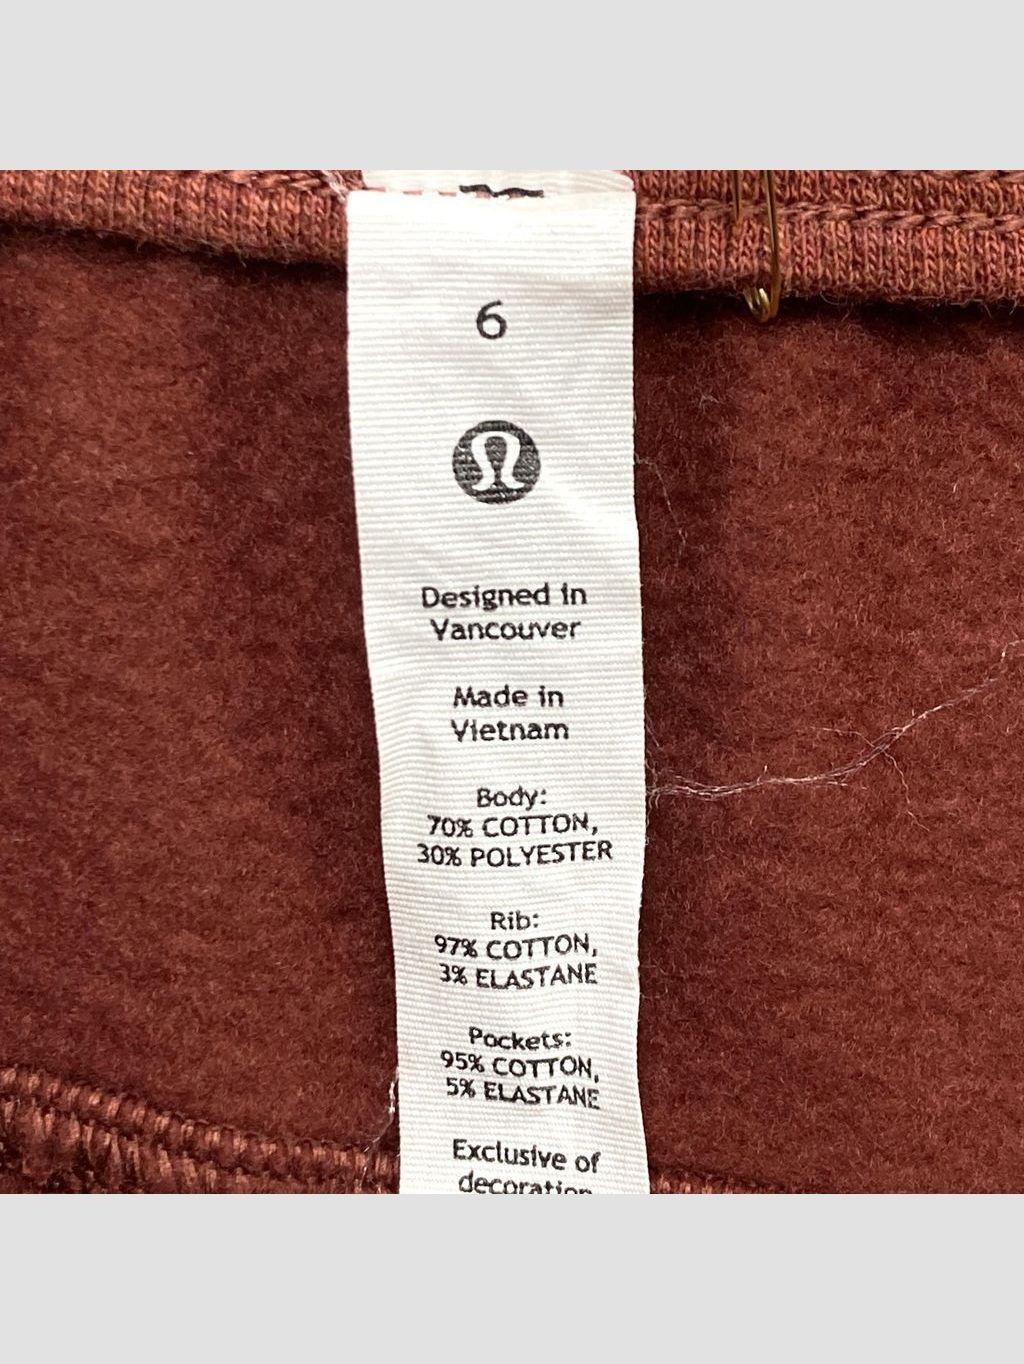 6
Designed in
Vancouver
Made in
Vietnam
Body:
70% COTTON,
30% POLYESTER
Rib:
97% COTTON,
3% ELASTANE
Pockets:
95% COTTON,
5% ELASTANE
Exclusive of
decoration